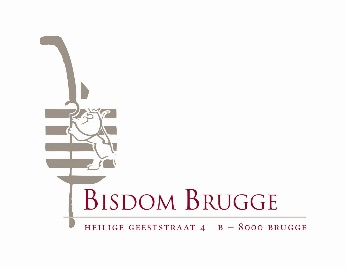 BISDOM BRUGGE
HEILIGE GEESTSTRAAT 4 B – 8000 BRUGGE